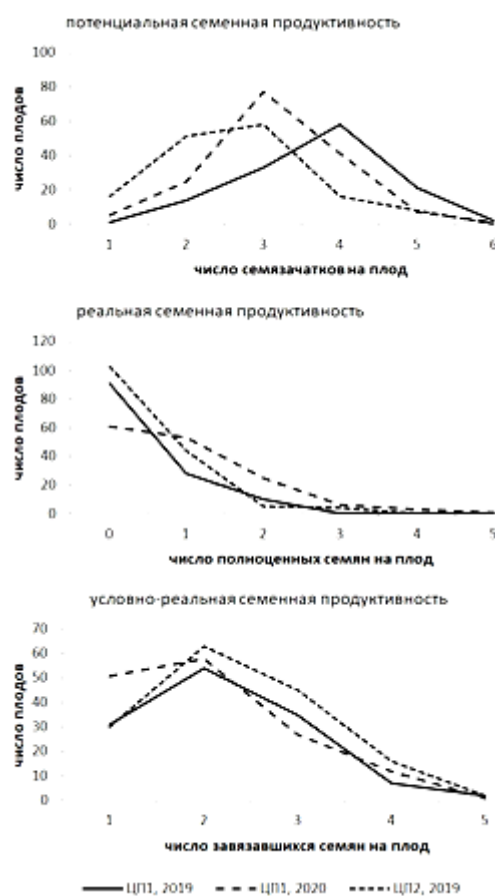 потенциальная семенная продуктивность
100
80
60
40
20
0
число плодов
1 2 3 4 5 6
число семязачатков на плод
реальная семенная продуктивность
120
100
80
60
40
20
0
число плодов
0 1 2 3 4 5
число полноценных семян на плод
условно-реальная семенная продуктивность
70
60
50
40
30
20
10
0
число плодов
1 2 3 4 5
число завязавшихся семян на плод
ЦП1, 2019 ЦП1, 2020 ЦП2, 2019